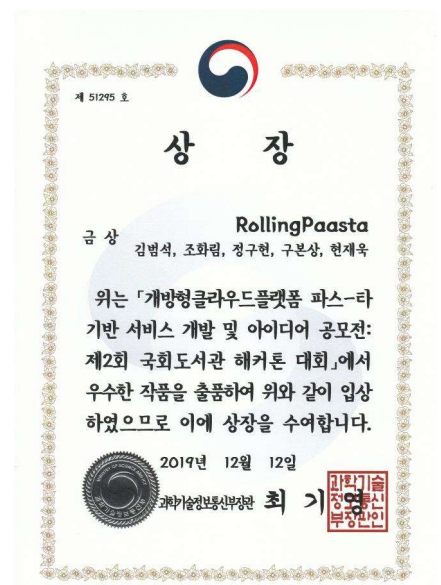 제 51295 호
상 장
금 상
RollingPaasta
김범석, 조화림, 정구현, 구본상, 현재욱
위는 「개방형클라우드플랫폼 파스-타
기반 서비스 개발 및 아이디어 공모전:
제2회 국회도서관 해커톤 대회」에서
우수한 작품을 출품하여 위와 같이 입상
하였으므로 이에 상장을 수여합니다.
2019년 12월 12일
과학기술정보통신부장관 최 기 영
과학기술
정보통신
부장관인